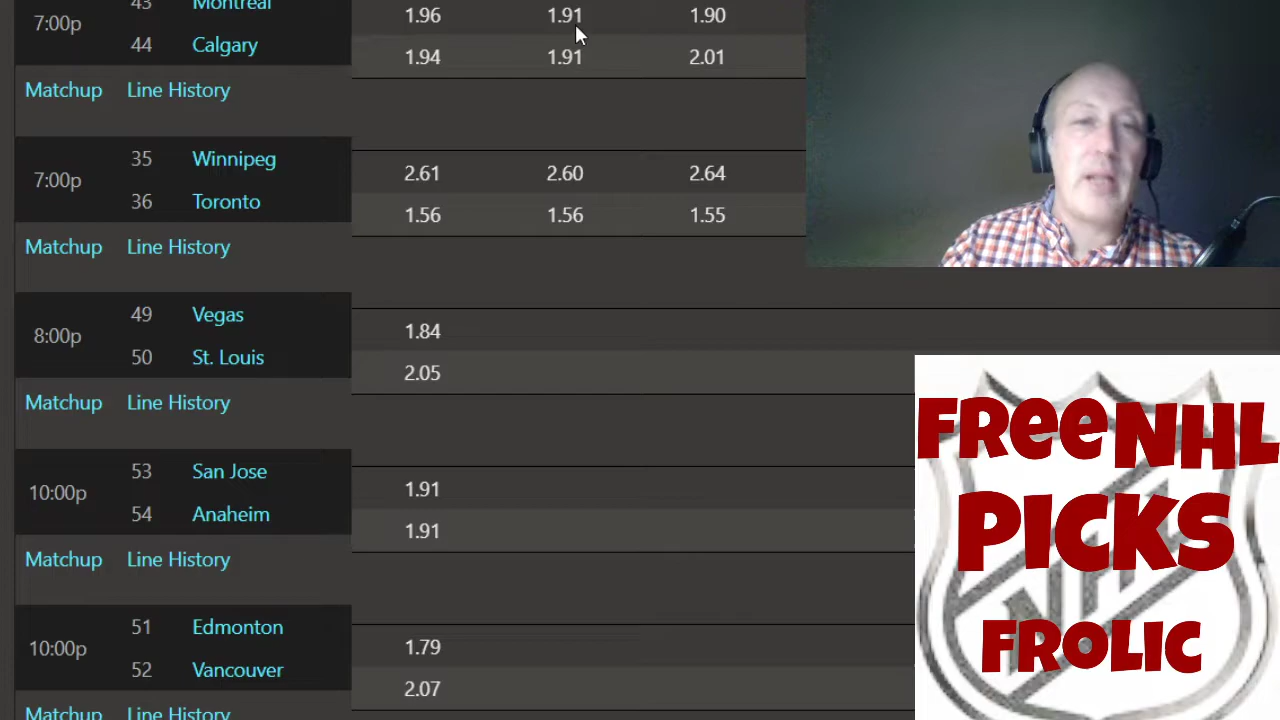 43 Montreal 1.96 1.91 1.90
7:00p
44 Calgary 1.94 1.91 2.01
Matchup Line History
35 Winnipeg 2.61 2.60 2.64
7:00p
36 Toronto 1.56 1.56 1.55
Matchup Line History
49 Vegas 1.84
8:00p
50 St. Louis 2.05
Matchup Line History
53 San Jose 1.91
10:00p
54 Anaheim 1.91
Matchup Line History
51 Edmonton 1.79
10:00p
52 Vancouver 2.07
Matchup Line History
FReeNHL
PICKS
FROLIC
NHL